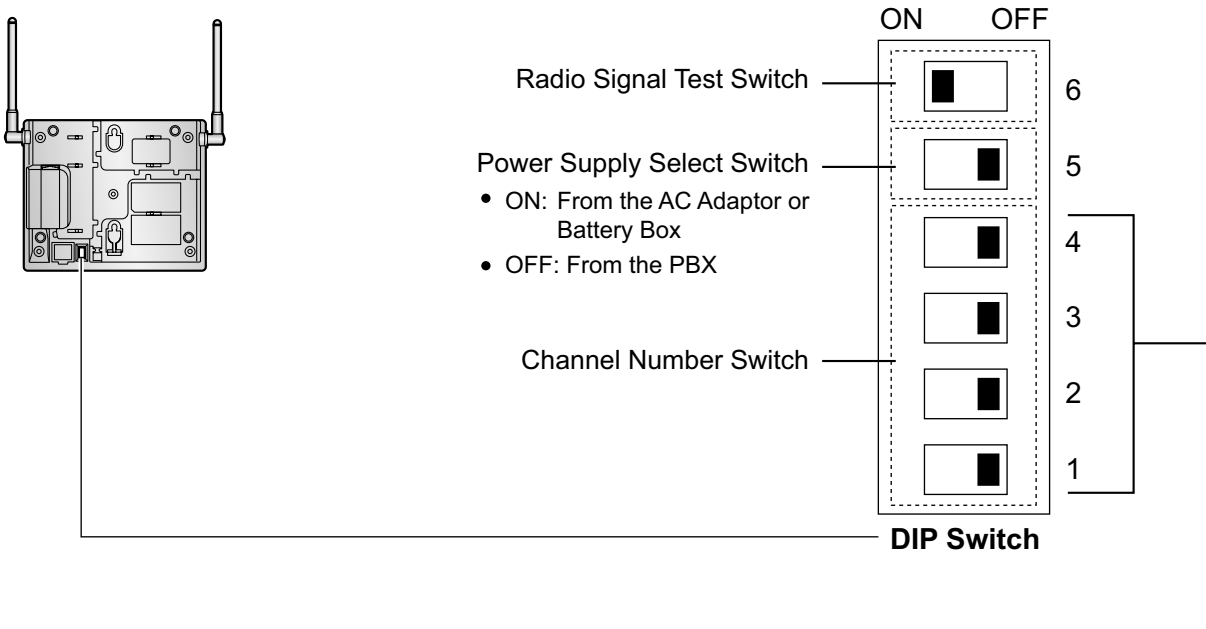 ON OFF
Radio Signal Test Switch
6
Power Supply Select Switch
5
• ON: From the AC Adaptor or
Battery Box
4
• OFF: From the PBX
3
Channel Number Switch
2
1
DIP Switch